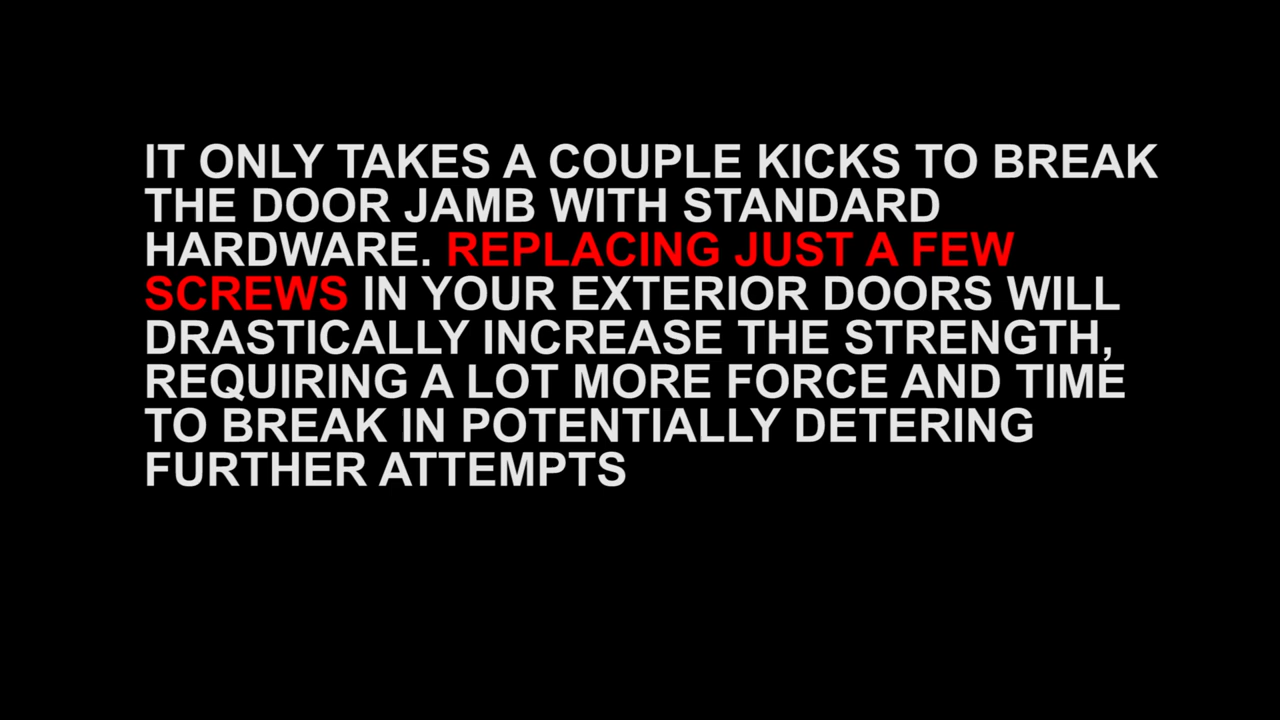 IT ONLY TAKES A COUPLE KICKS TO BREAK
THE DOOR JAMB WITH STANDARD
HARDWARE. REPLACING JUST A FEW
SCREWS IN YOUR EXTERIOR DOORS WILL
DRASTICALLY INCREASE THE STRENGTH,
REQUIRING A LOT MORE FORCE AND TIME
TO BREAK IN POTENTIALLY DETERING
FURTHER ATTEMPTS